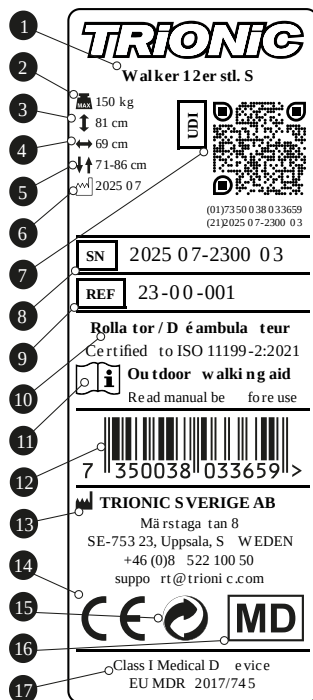 TRIONIC
1
Walker 12er stl. S
2
MAX 150 kg
3
81 cm
4
69 cm
5
71-86 cm
6
2025 07
UDI
(01)7350038033659
(21)202507-2300 03
7
8
SN 2025 07-2300 03
9
REF 23-00-001
10
Rollator/Déambulateur
Certified to ISO 11199-2:2021
11
Outdoor walking aid
Read manual before use
12
7 350038 033659 >
13
TRIONIC SVERIGE AB
Märstagatan 8
SE-753 23, Uppsala, SWEDEN
+46 (0)8 522 100 50
support@trionic.com
14
CE
15
16
MD
17
Class I Medical Device
EU MDR 2017/745